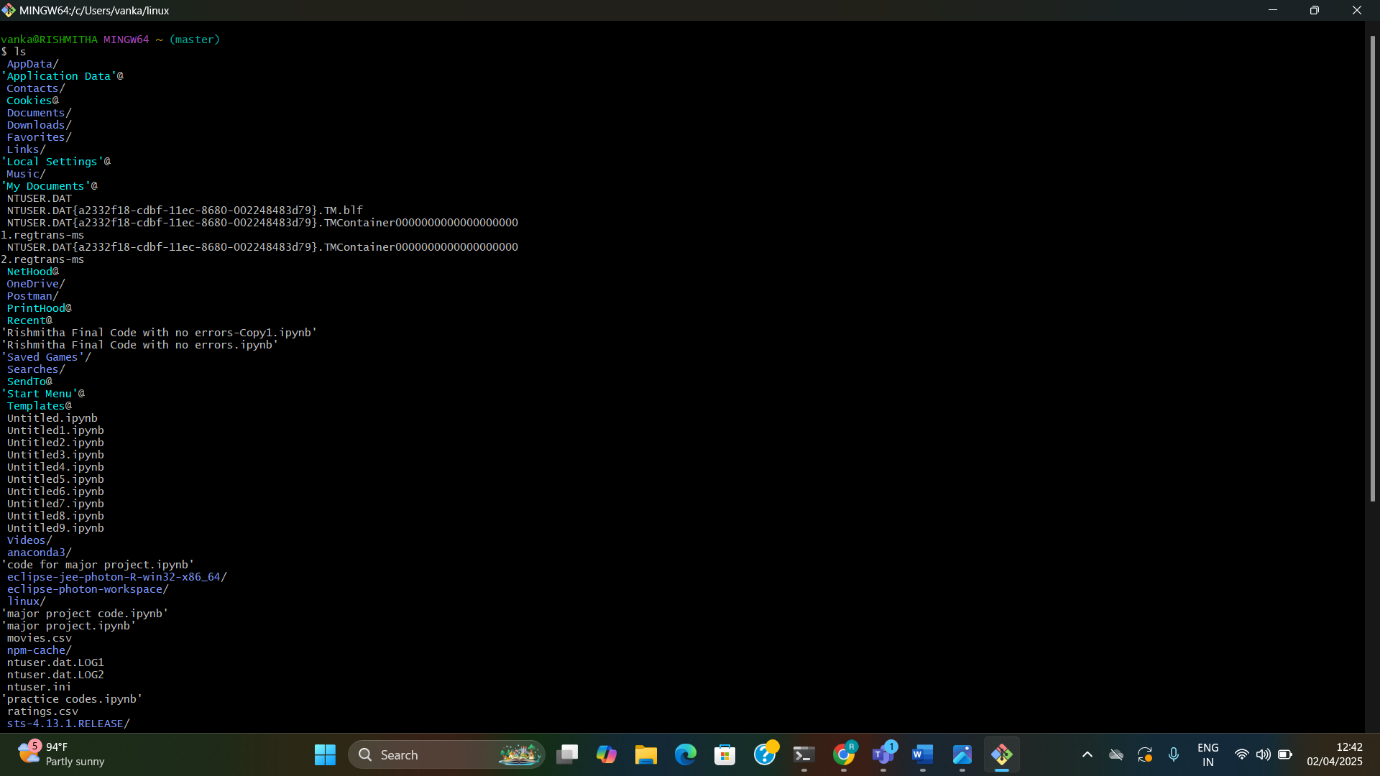 MINGW64:/c/Users/vanka/linux
vanka@RISHMITHA MINGW64 ~ (master)
$ ls
AppData/
'Application Data'@
Contacts/
Cookies@
Documents/
Downloads/
Favorites/
Links/
'Local Settings'@
Music/
'My Documents'@
NTUSER.DAT
NTUSER.DAT{a2332f18-cdbf-11ec-8680-002248483d79}.TM.blf
NTUSER.DAT{a2332f18-cdbf-11ec-8680-002248483d79}.TMContainer0000000000000000000
1.regtrans-ms
NTUSER.DAT{a2332f18-cdbf-11ec-8680-002248483d79}.TMContainer0000000000000000000
2.regtrans-ms
NetHood@
OneDrive/
Postman/
PrintHood@
Recent@
'Rishmitha Final Code with no errors-Copy1.ipynb'
'Rishmitha Final Code with no errors.ipynb'
'Saved Games'/
Searches/
SendTo@
'Start Menu'@
Templates@
Untitled.ipynb
Untitled1.ipynb
Untitled2.ipynb
Untitled3.ipynb
Untitled4.ipynb
Untitled5.ipynb
Untitled6.ipynb
Untitled7.ipynb
Untitled8.ipynb
Untitled9.ipynb
Videos/
anaconda3/
'code for major project.ipynb'
eclipse-jee-photon-R-win32-x86_64/
eclipse-photon-workspace/
linux/
'major project code.ipynb'
'major project.ipynb'
movies.csv
npm-cache/
ntuser.dat.LOG1
ntuser.dat.LOG2
ntuser.ini
'practice codes.ipynb'
ratings.csv
sts-4.13.1.RELEASE/
5
94°F
Partly sunny
Search
R
1
ENG
IN
12:42
02/04/2025